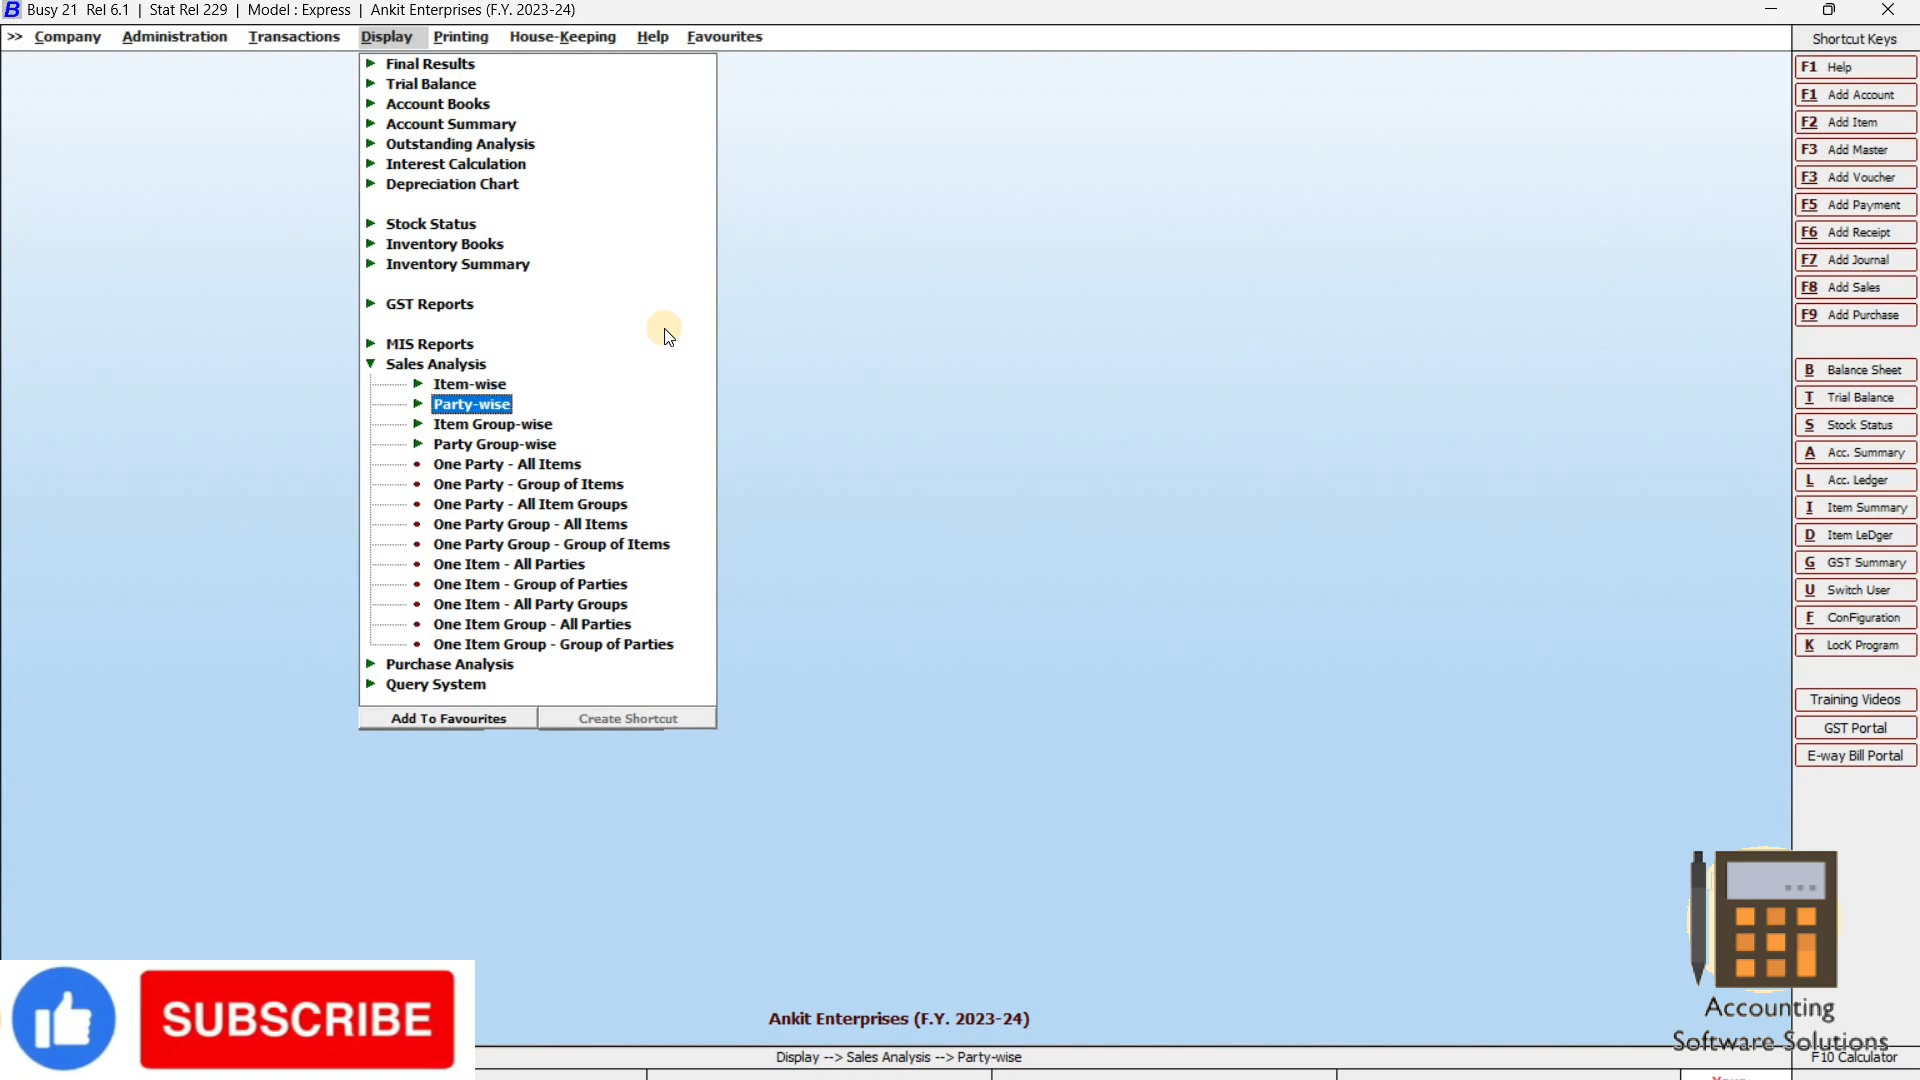 Busy 21 Rel 6.1 | Stat Rel 229 | Model : Express | Ankit Enterprises (F.Y. 2023-24)
>> Company Administration Transactions Display Printing House-Keeping Help Favourites
Final Results
Trial Balance
Account Books
Account Summary
Outstanding Analysis
Interest Calculation
Depreciation Chart
Stock Status
Inventory Books
Inventory Summary
GST Reports
MIS Reports
Sales Analysis
Item-wise
Party-wise
Item Group-wise
Party Group-wise
One Party - All Items
One Party - Group of Items
One Party - All Item Groups
One Party Group - All Items
One Party Group - Group of Items
One Item - All Parties
One Item - Group of Parties
One Item - All Party Groups
One Item Group - All Parties
One Item Group - Group of Parties
Purchase Analysis
Query System
Add To Favourites Create Shortcut
Shortcut Keys
F1 Help
F1 Add Account
F2 Add Item
F3 Add Master
F3 Add Voucher
F5 Add Payment
F6 Add Receipt
F7 Add Journal
F8 Add Sales
F9 Add Purchase
B Balance Sheet
T Trial Balance
S Stock Status
A Acc. Summary
L Acc. Ledger
I Item Summary
D Item LeDger
G GST Summary
U Switch User
F ConFiguration
K LocK Program
Training Videos
GST Portal
E-way Bill Portal
SUBSCRIBE
Ankit Enterprises (F.Y. 2023-24)
Display --> Sales Analysis --> Party-wise
Accounting
Software Solutions
F10 Calculator